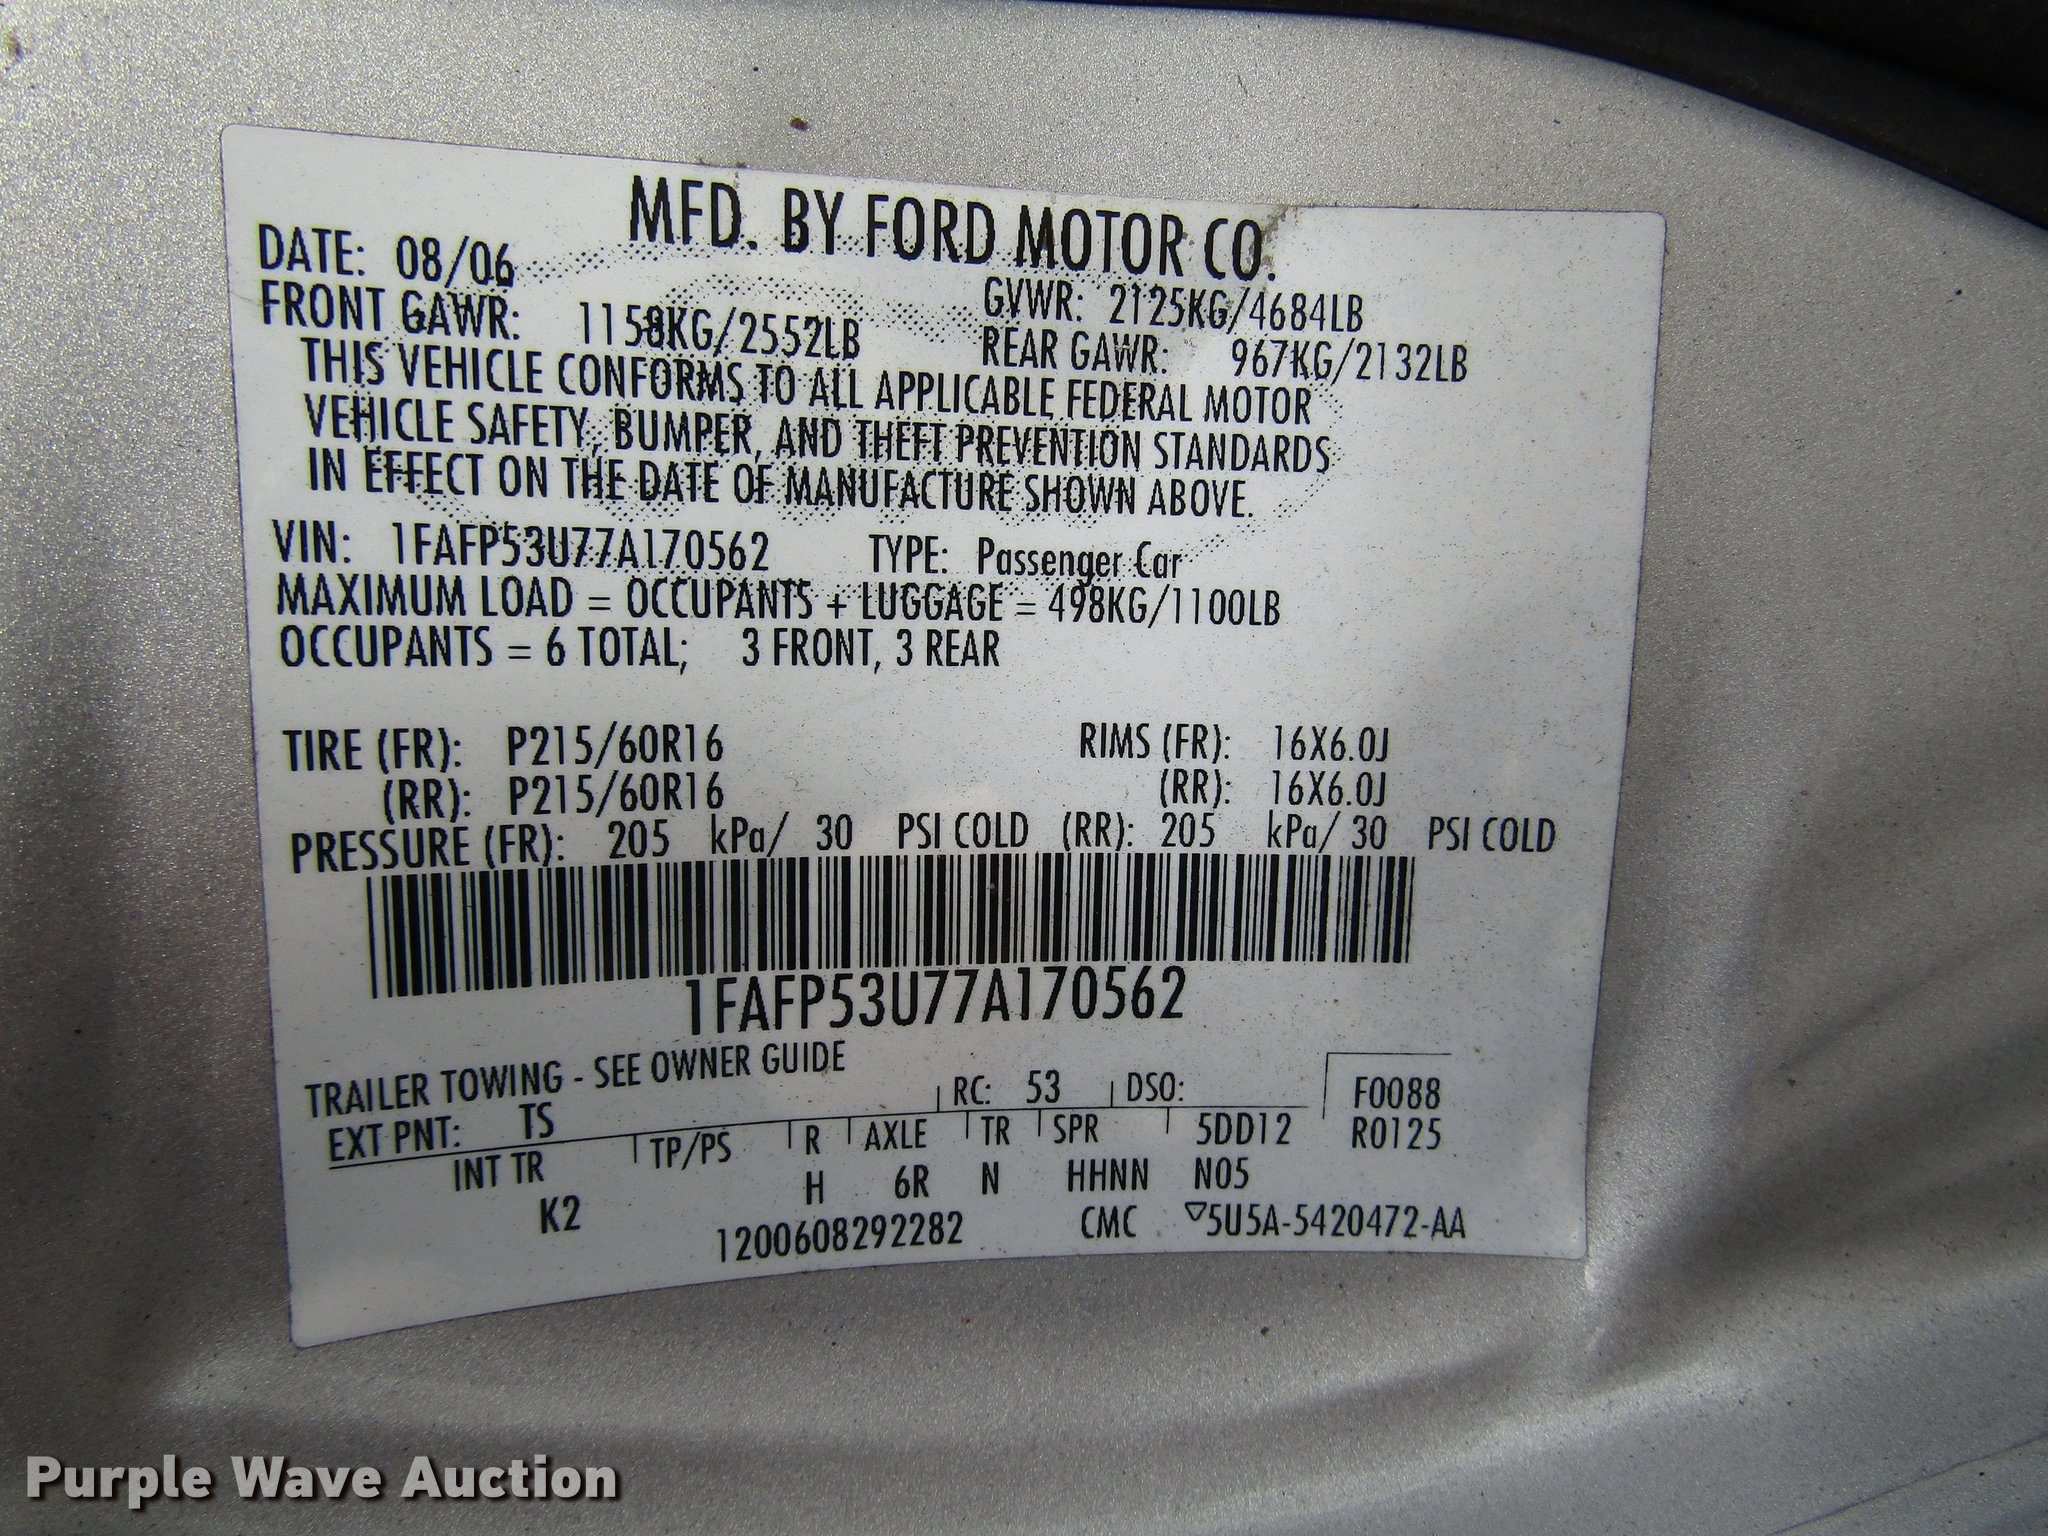 MFD. BY FORD MOTOR CO.
DATE: 08/06 GVWR: 2125KG/4684LB
FRONT GAWR: 1158KG/2552LB REAR GAWR: 967KG/2132LB
THIS VEHICLE CONFORMS TO ALL APPLICABLE FEDERAL MOTOR
VEHICLE SAFETY, BUMPER, AND THEFT PREVENTION STANDARDS
IN EFFECT ON THE DATE OF MANUFACTURE SHOWN ABOVE.
VIN: 1FAFP53U77A170562 TYPE: Passenger Car
MAXIMUM LOAD = OCCUPANTS + LUGGAGE = 498KG/1100LB
OCCUPANTS = 6 TOTAL; 3 FRONT, 3 REAR
TIRE (FR): P215/60R16 RIMS (FR): 16X6.0J
(RR): P215/60R16 (RR): 16X6.0J
PRESSURE (FR): 205 kPa/ 30 PSI COLD (RR): 205 kPa/ 30 PSI COLD
1FAFP53U77A170562
TRAILER TOWING - SEE OWNER GUIDE
EXT PNT: TS RC: 53 DSO: F0088
INT TR TP/PS R AXLE TR SPR 5DD12 R0125
K2 H 6R N HHNN N05
1200608292282 CMC ▽5U5A-5420472-AA
Purple Wave Auction